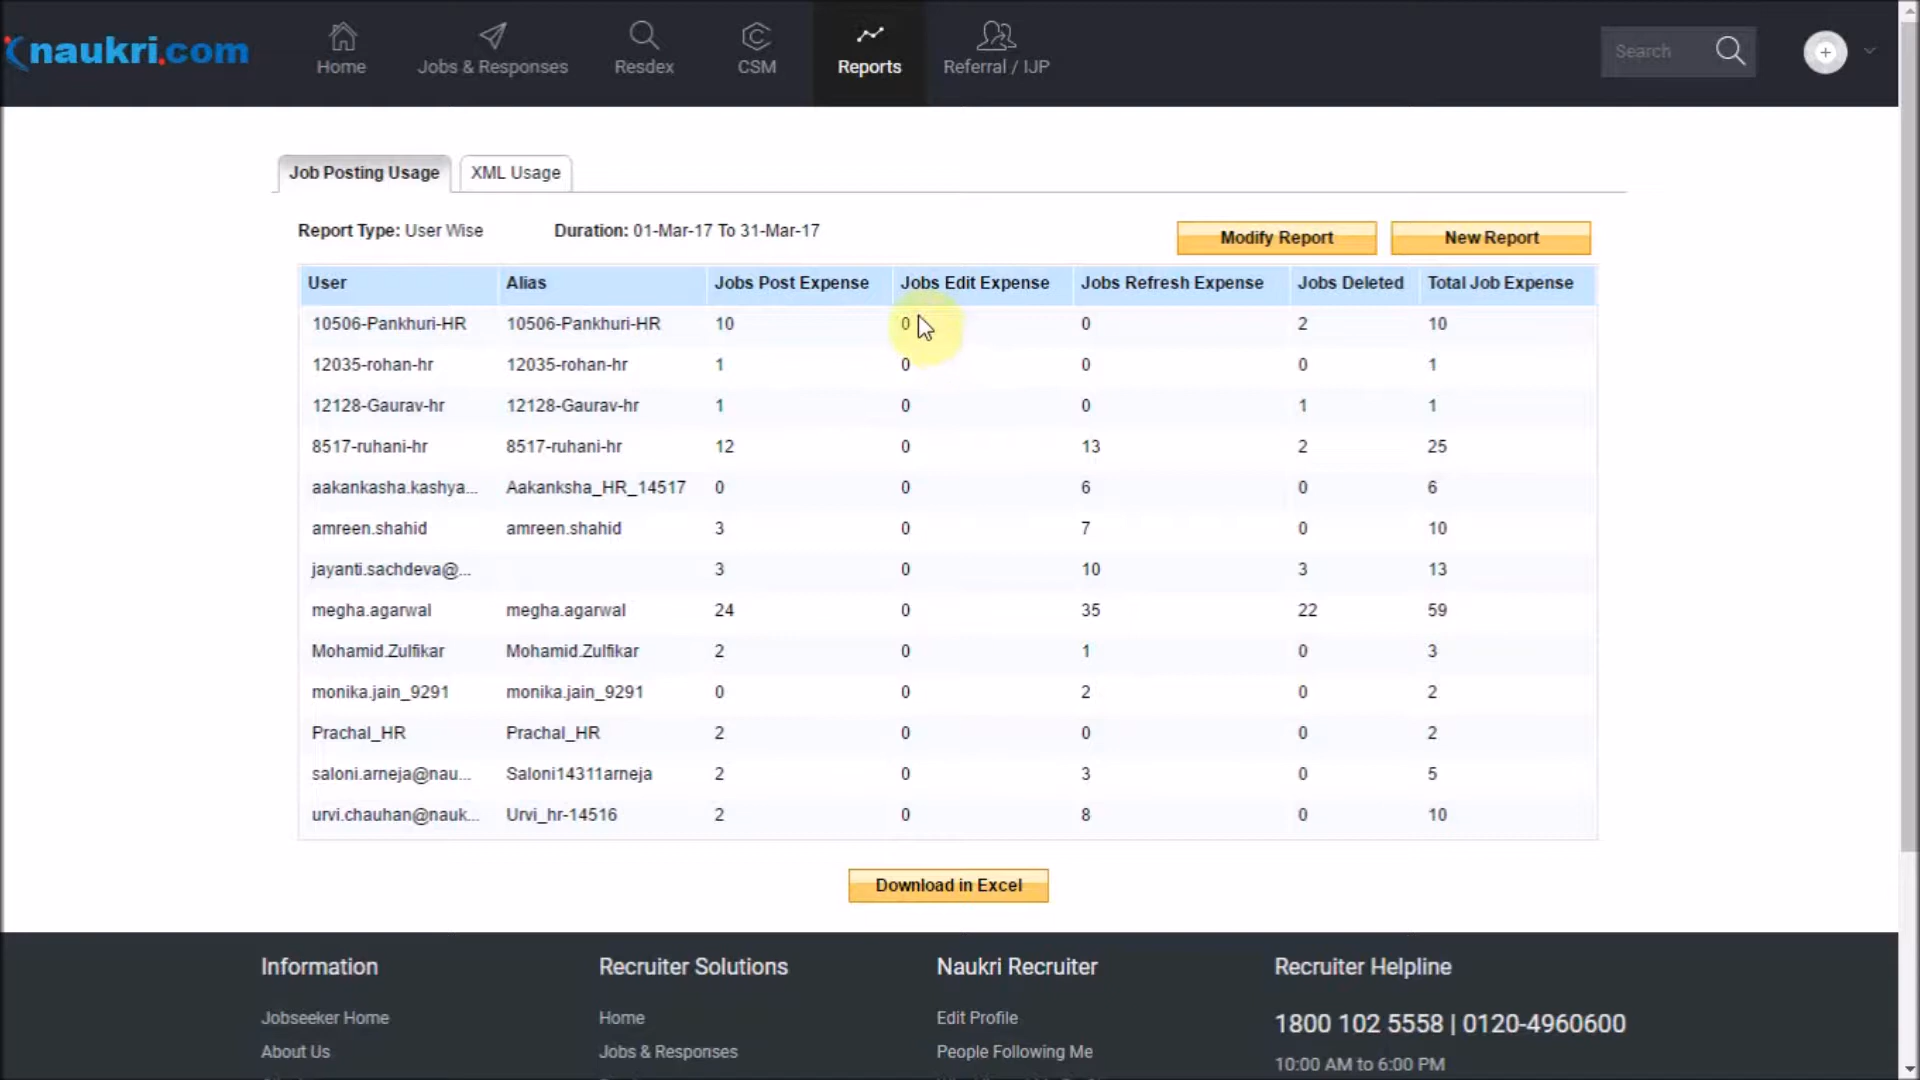 naukri.com
Home
Jobs & Responses
Resdex
CSM
Reports
Referral / IJP
Search
Job Posting Usage
XML Usage
Report Type: User Wise
Duration: 01-Mar-17 To 31-Mar-17
Modify Report
New Report
User Alias Jobs Post Expense Jobs Edit Expense Jobs Refresh Expense Jobs Deleted Total Job Expense
10506-Pankhuri-HR 10506-Pankhuri-HR 10 0 0 2 10
12035-rohan-hr 12035-rohan-hr 1 0 0 0 1
12128-Gaurav-hr 12128-Gaurav-hr 1 0 0 1 1
8517-ruhani-hr 8517-ruhani-hr 12 0 13 2 25
aakankasha.kashya... Aakanksha_HR_14517 0 0 6 0 6
amreen.shahid amreen.shahid 3 0 7 0 10
jayanti.sachdeva@... 3 0 10 3 13
megha.agarwal megha.agarwal 24 0 35 22 59
Mohamid.Zulfikar Mohamid.Zulfikar 2 0 1 0 3
monika.jain_9291 monika.jain_9291 0 0 2 0 2
Prachal_HR Prachal_HR 2 0 0 0 2
saloni.arneja@nau... Saloni14311arneja 2 0 3 0 5
urvi.chauhan@nauk... Urvi_hr-14516 2 0 8 0 10
Download in Excel
Information
Jobseeker Home
About Us
Recruiter Solutions
Home
Jobs & Responses
Naukri Recruiter
Edit Profile
People Following Me
Recruiter Helpline
1800 102 5558 | 0120-4960600
10:00 AM to 6:00 PM